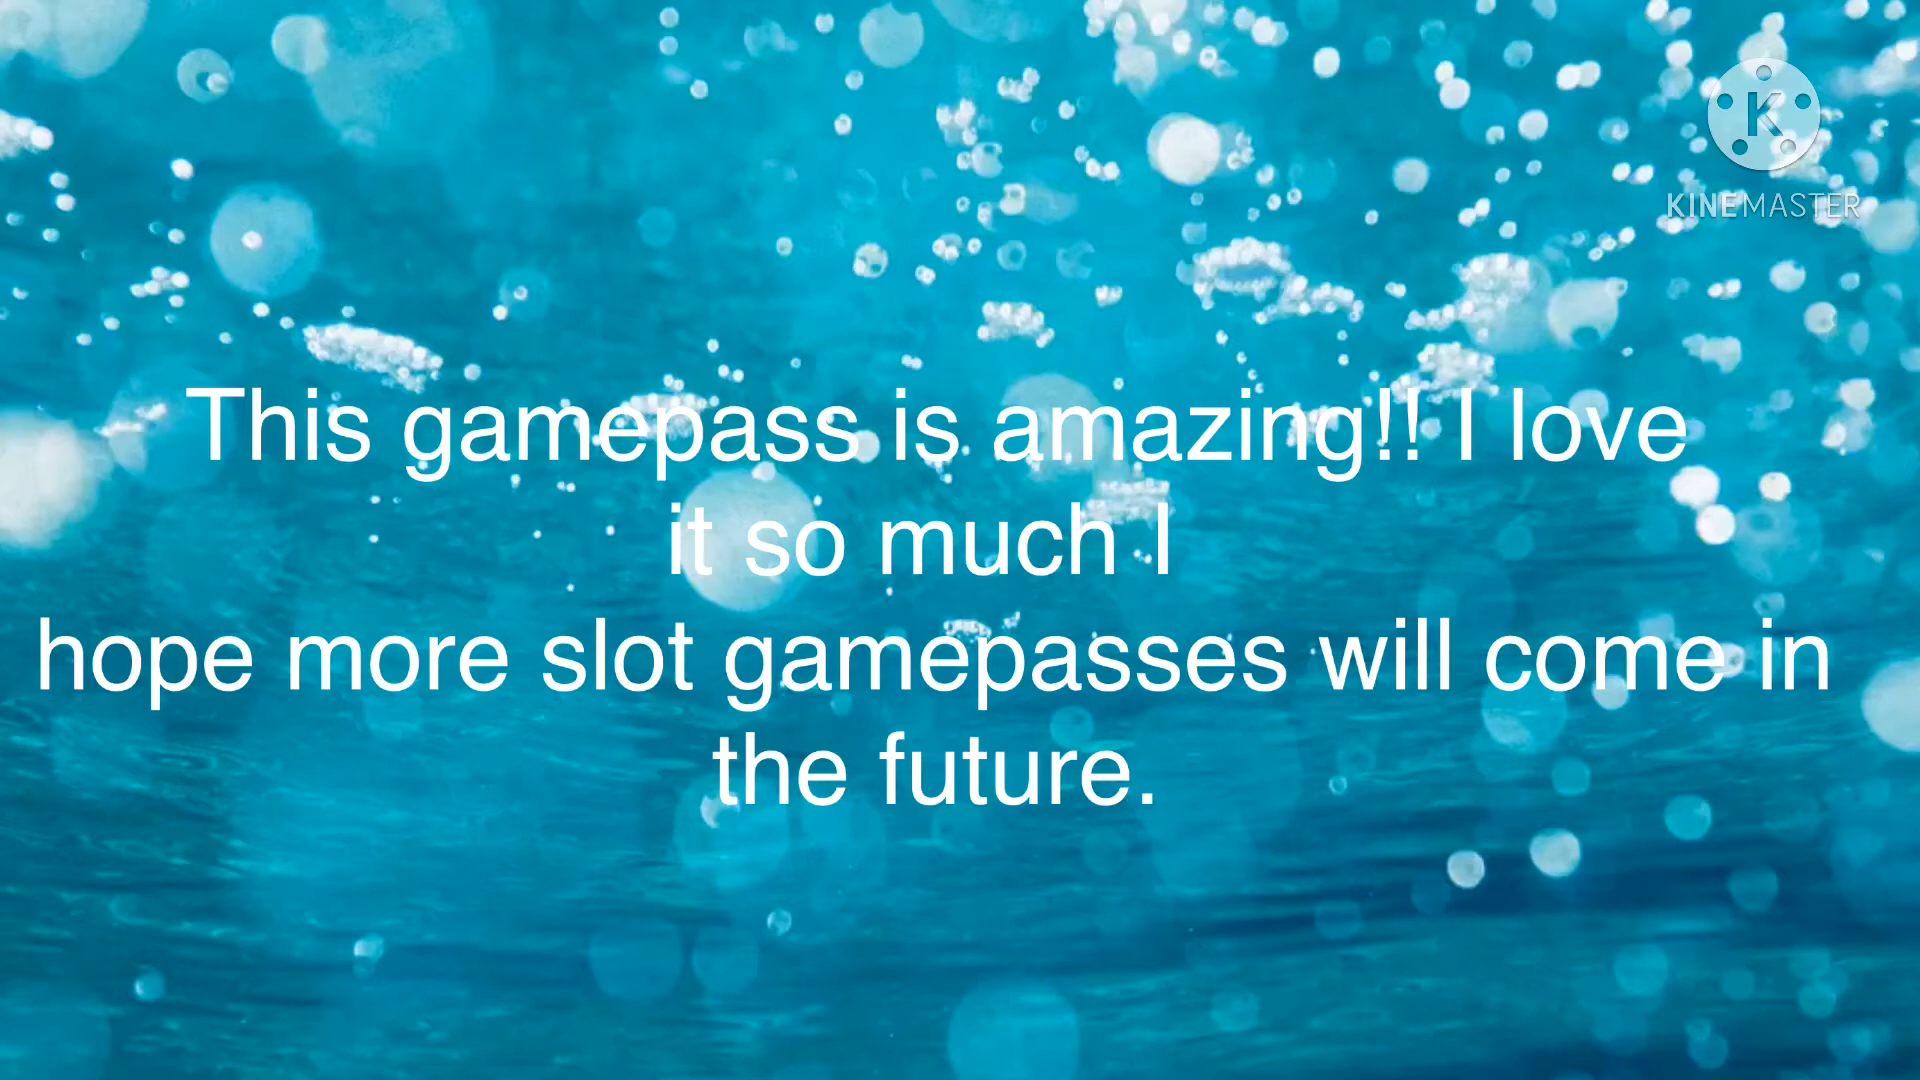 K
KINEMASTER
This gamepass is amazing!! I love
it so much I
hope more slot gamepasses will come in
the future.